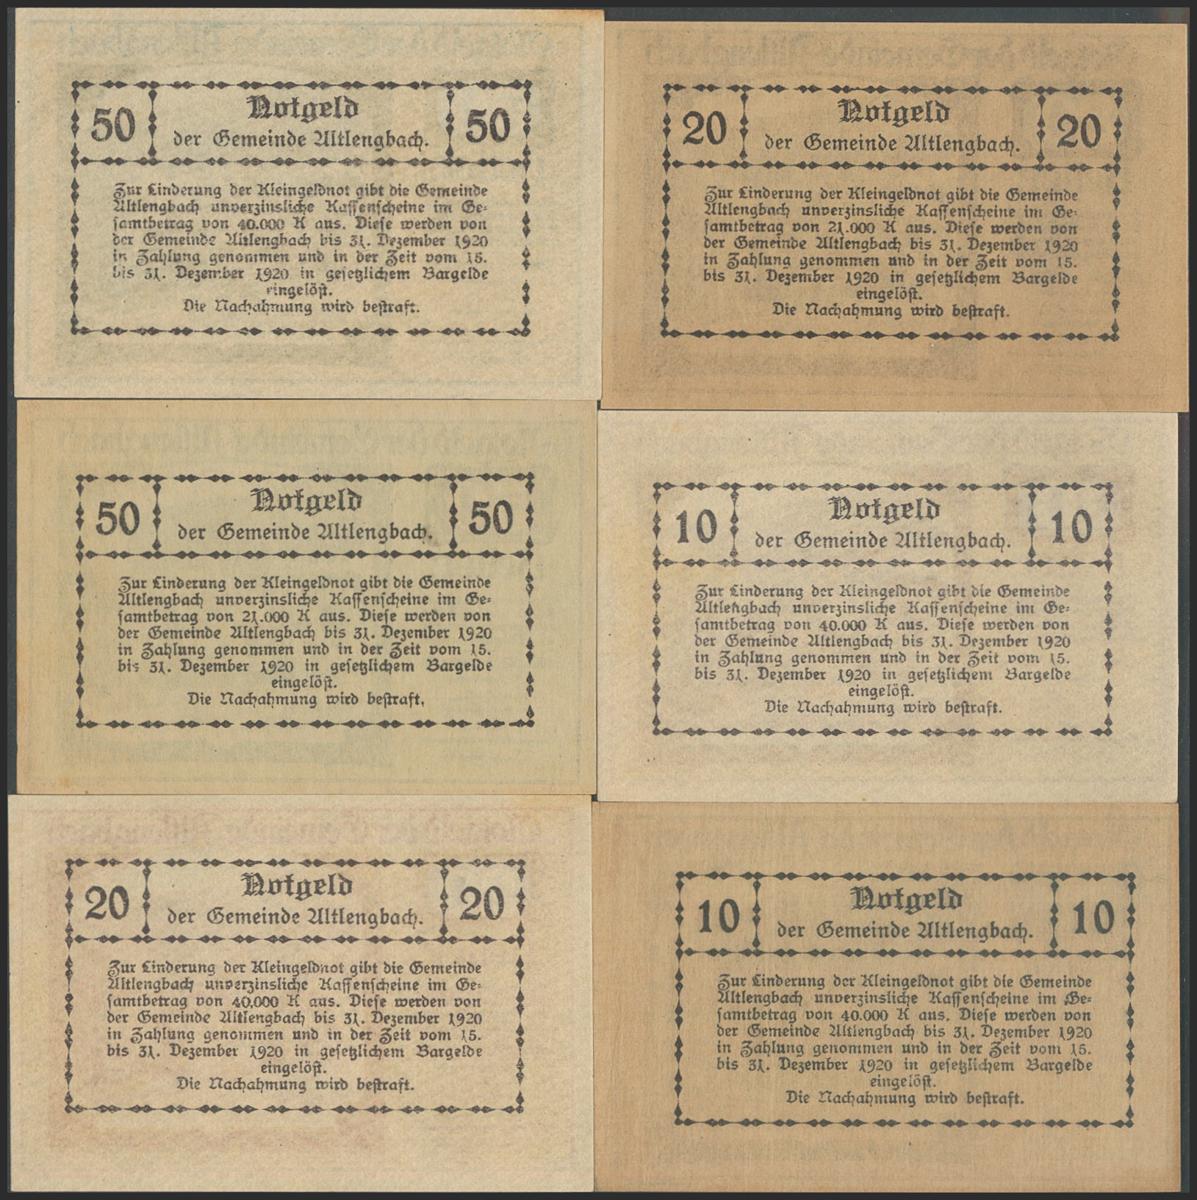 50 Notgeld 50
der Gemeinde Altlengbach.
Zur Linderung der Kleingeldnot gibt die Gemeinde
Altlengbach unverzinsliche Kassenscheine im Ge-
samtbetrag von 40.000 K aus. Diese werden von
der Gemeinde Altlengbach bis 31. Dezember 1920
in Zahlung genommen und in der Zeit vom 15.
bis 31. Dezember 1920 in gesetzlichem Bargelde
eingelöst.
Die Nachahmung wird bestraft.
20 Notgeld 20
der Gemeinde Altlengbach.
Zur Linderung der Kleingeldnot gibt die Gemeinde
Altlengbach unverzinsliche Kassenscheine im Ge-
samtbetrag von 21.000 K aus. Diese werden von
der Gemeinde Altlengbach bis 31. Dezember 1920
in Zahlung genommen und in der Zeit vom 15.
bis 31. Dezember 1920 in gesetzlichem Bargelde
eingelöst.
Die Nachahmung wird bestraft.
50 Notgeld 50
der Gemeinde Altlengbach.
Zur Linderung der Kleingeldnot gibt die Gemeinde
Altlengbach unverzinsliche Kassenscheine im Ge-
samtbetrag von 21.000 K aus. Diese werden von
der Gemeinde Altlengbach bis 31. Dezember 1920
in Zahlung genommen und in der Zeit vom 15.
bis 31. Dezember 1920 in gesetzlichem Bargelde
eingelöst.
Die Nachahmung wird bestraft.
10 Notgeld 10
der Gemeinde Altlengbach.
Zur Linderung der Kleingeldnot gibt die Gemeinde
Altlengbach unverzinsliche Kassenscheine im Ge-
samtbetrag von 40.000 K aus. Diese werden von
der Gemeinde Altlengbach bis 31. Dezember 1920
in Zahlung genommen und in der Zeit vom 15.
bis 31. Dezember 1920 in gesetzlichem Bargelde
eingelöst.
Die Nachahmung wird bestraft.
20 Notgeld 20
der Gemeinde Altlengbach.
Zur Linderung der Kleingeldnot gibt die Gemeinde
Altlengbach unverzinsliche Kassenscheine im Ge-
samtbetrag von 40.000 K aus. Diese werden von
der Gemeinde Altlengbach bis 31. Dezember 1920
in Zahlung genommen und in der Zeit vom 15.
bis 31. Dezember 1920 in gesetzlichem Bargelde
eingelöst.
Die Nachahmung wird bestraft.
10 Notgeld 10
der Gemeinde Altlengbach.
Zur Linderung der Kleingeldnot gibt die Gemeinde
Altlengbach unverzinsliche Kassenscheine im Ge-
samtbetrag von 40.000 K aus. Diese werden von
der Gemeinde Altlengbach bis 31. Dezember 1920
in Zahlung genommen und in der Zeit vom 15.
bis 31. Dezember 1920 in gesetzlichem Bargelde
eingelöst.
Die Nachahmung wird bestraft.